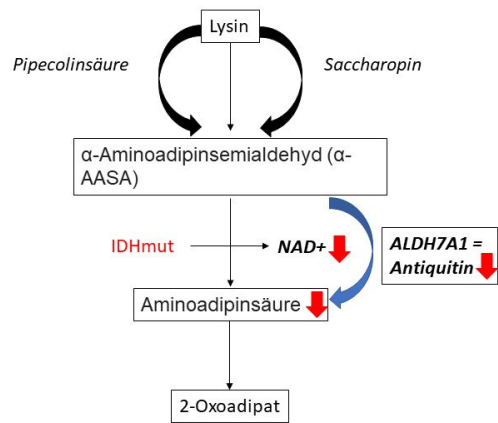 Lysin
Pipecolinsäure
Saccharopin
α-Aminoadipinsemialdehyd (α-
AASA)
IDHmut
NAD+
ALDH7A1 =
Antiquitin
Aminoadipinsäure
2-Oxoadipat